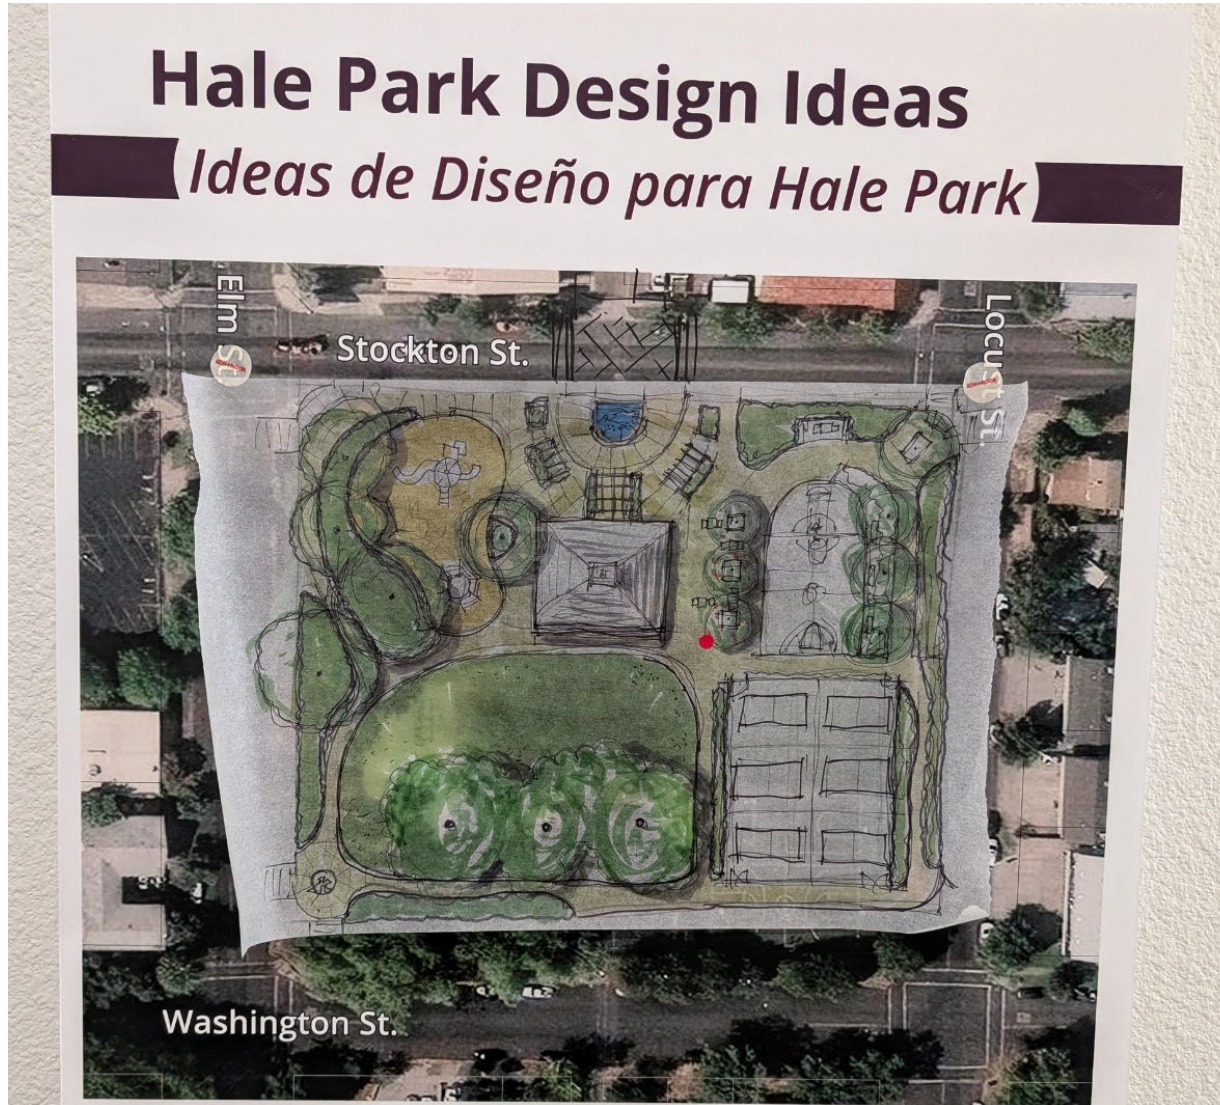 Hale Park Design Ideas
Ideas de Diseño para Hale Park
Elm St.
Stockton St.
Locust St.
Washington St.